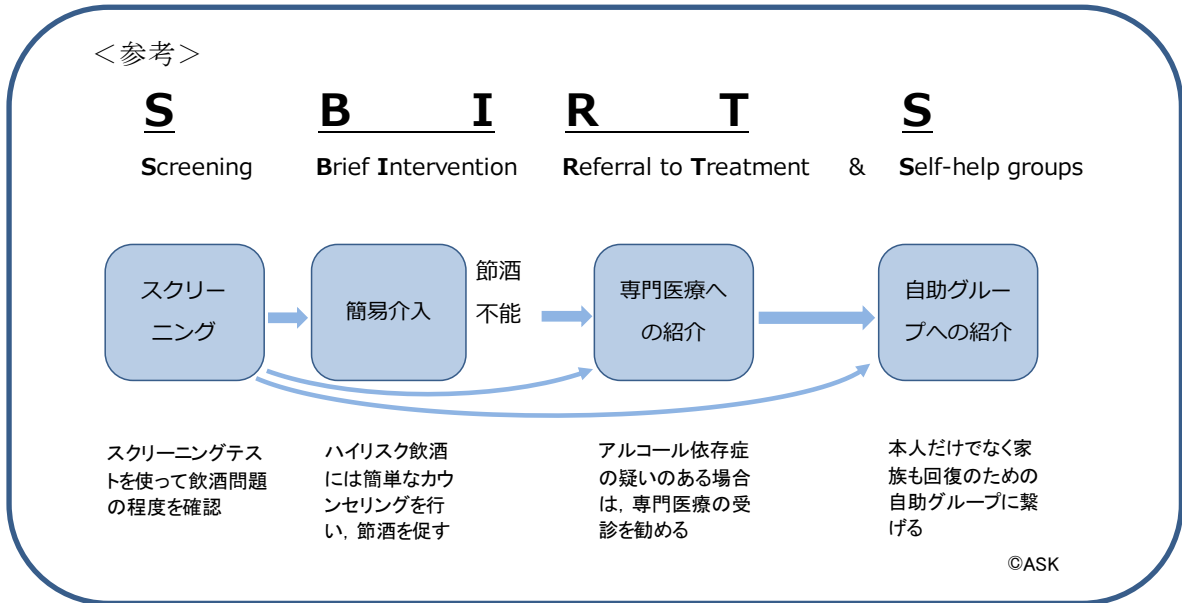 ＜参考＞
S B I R T S
Screening Brief Intervention Referral to Treatment & Self-help groups
スクリー
ニング
簡易介入
節酒
不能
専門医療へ
の紹介
自助グルー
プへの紹介
スクリーニングテス
トを使って飲酒問題
の程度を確認
ハイリスク飲酒
には簡単なカウ
ンセリングを行
い，節酒を促す
アルコール依存症
の疑いのある場合
は，専門医療の受
診を勧める
本人だけでなく家
族も回復のための
自助グループに繋
げる
©ASK